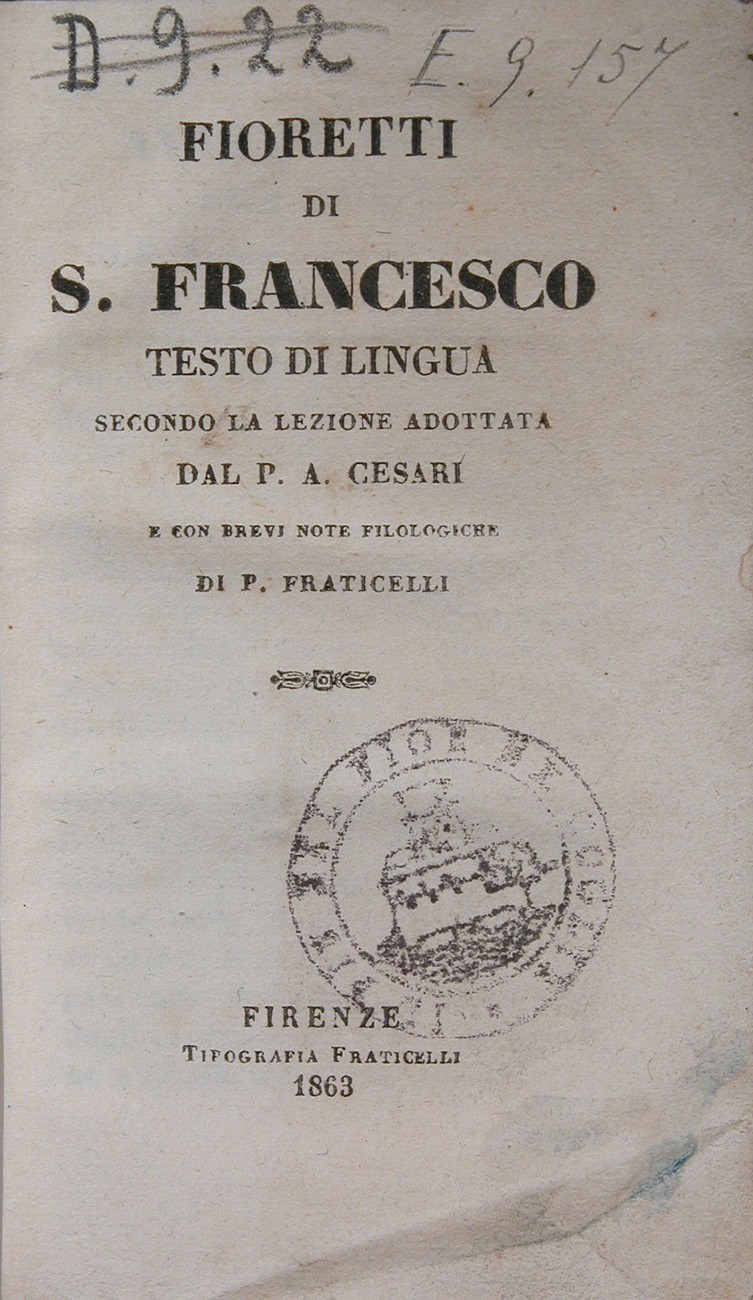 D. 9. 22 E. 9. 157
FIORETTI
DI
S. FRANCESCO
TESTO DI LINGUA
SECONDO LA LEZIONE ADOTTATA
DAL P. A. CESARI
E CON BREVI NOTE FILOLOGICHE
DI P. FRATICELLI
FIRENZE
TIPOGRAFIA FRATICELLI
1863